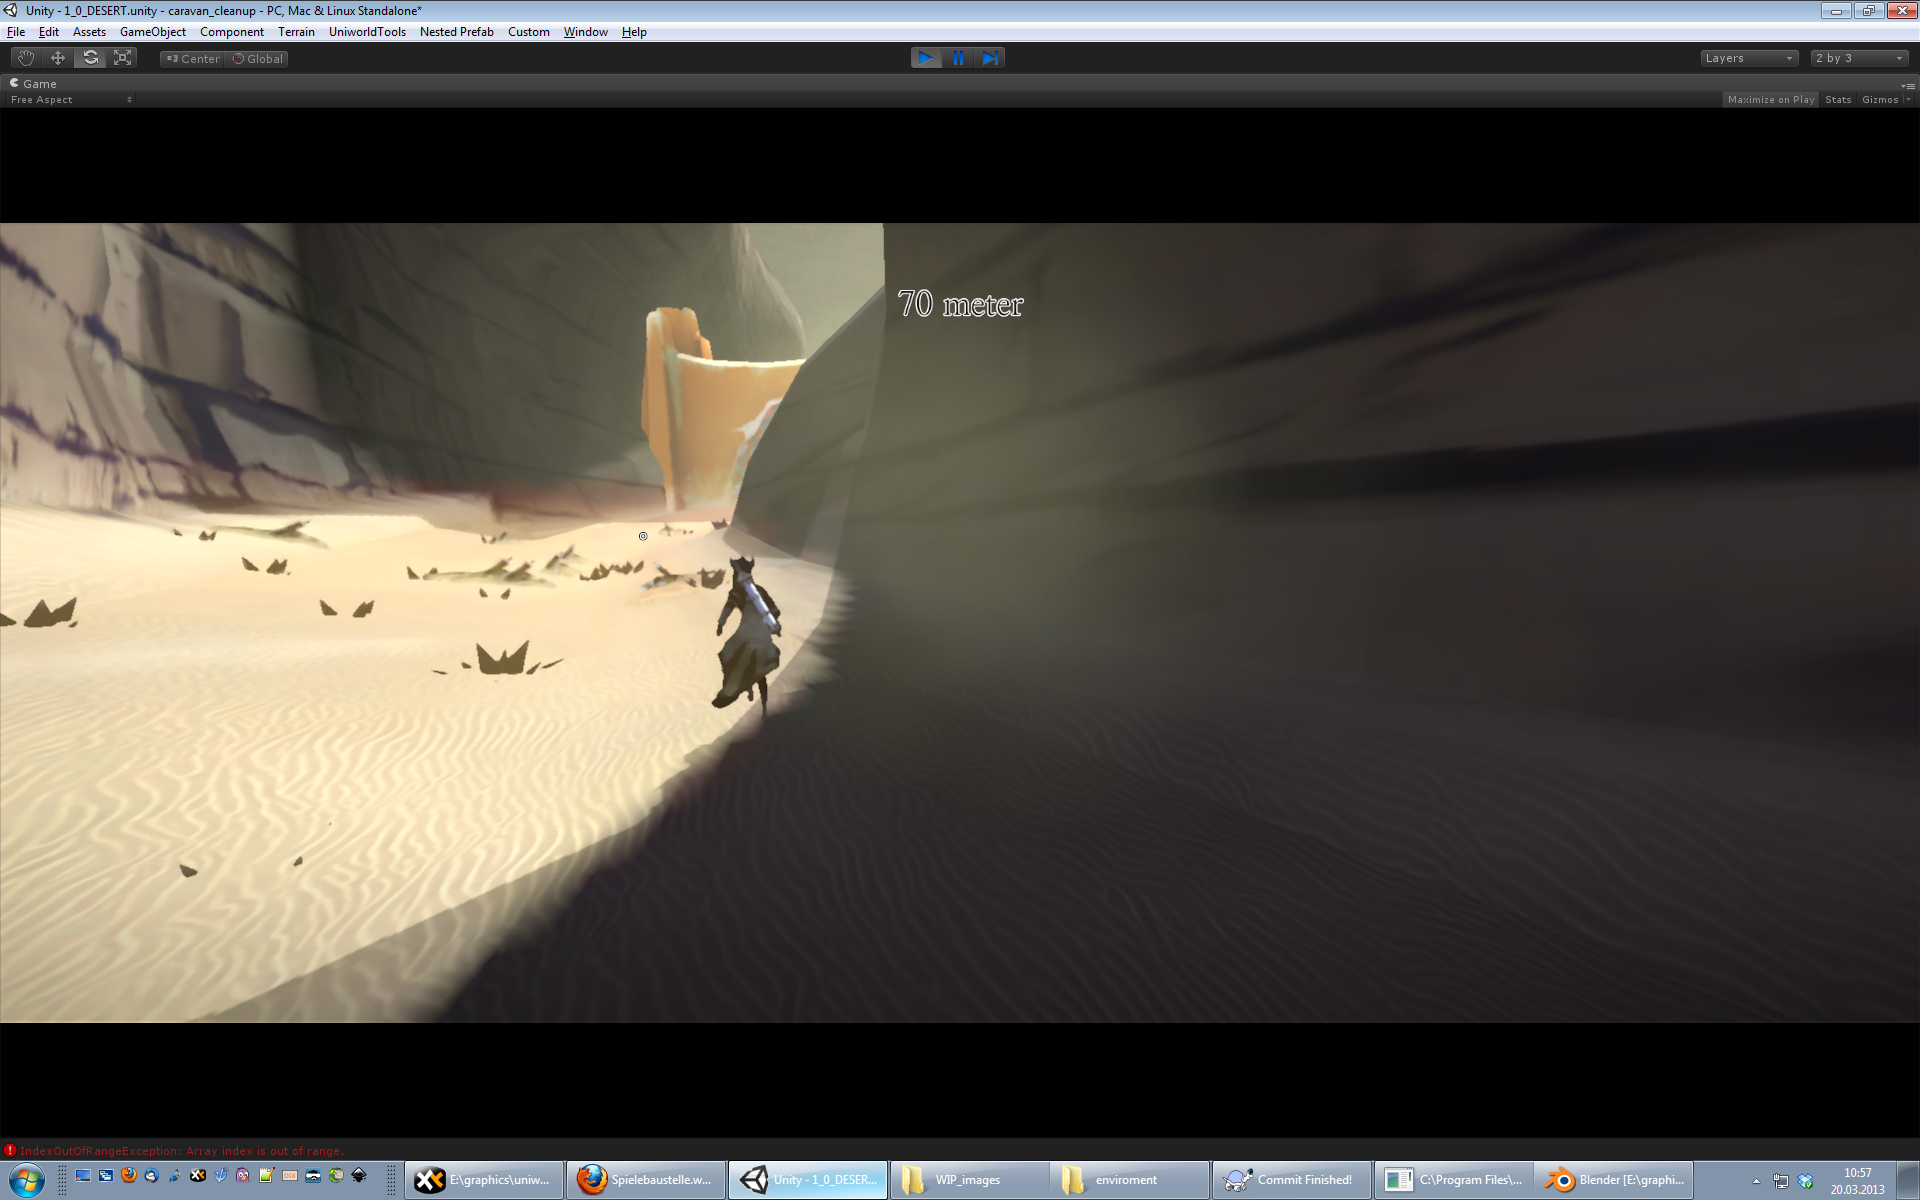 Unity - 1_0_DESERT.unity - caravan_cleanup - PC, Mac & Linux Standalone*
File Edit Assets GameObject Component Terrain UniworldTools Nested Prefab Custom Window Help
Center Global Layers 2 by 3
Game
Free Aspect Maximize on Play Stats Gizmos
70 meter
IndexOutOfRangeException: Array index is out of range.
E:\graphics\uniw... Spielebaustelle.w... Unity - 1_0_DESER... WIP_images enviroment Commit Finished! C:\Program Files\... Blender [E:\graphi...
10:57
20.03.2013